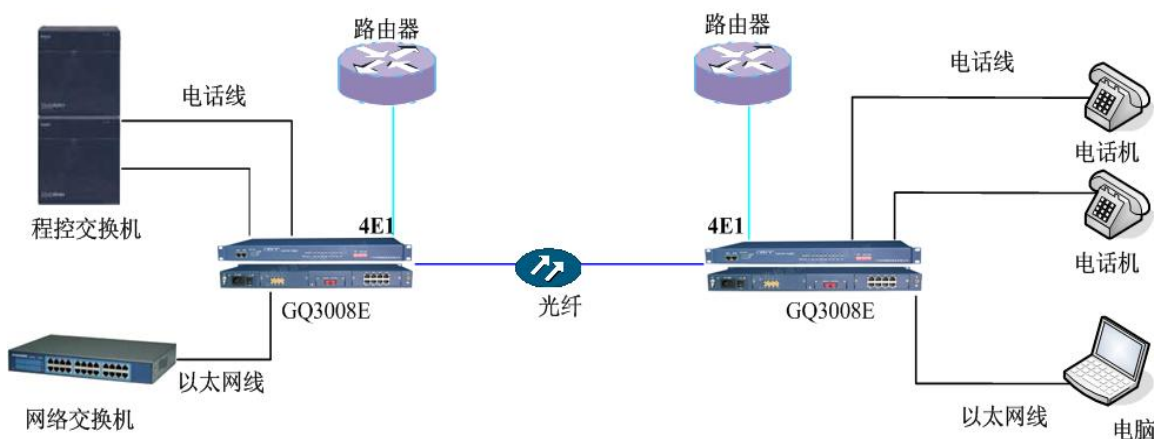 路由器
路由器
电话线
电话线
电话机
程控交换机
4E1
4E1
电话机
GQ3008E
光纤
GQ3008E
以太网线
以太网线
网络交换机
电脑